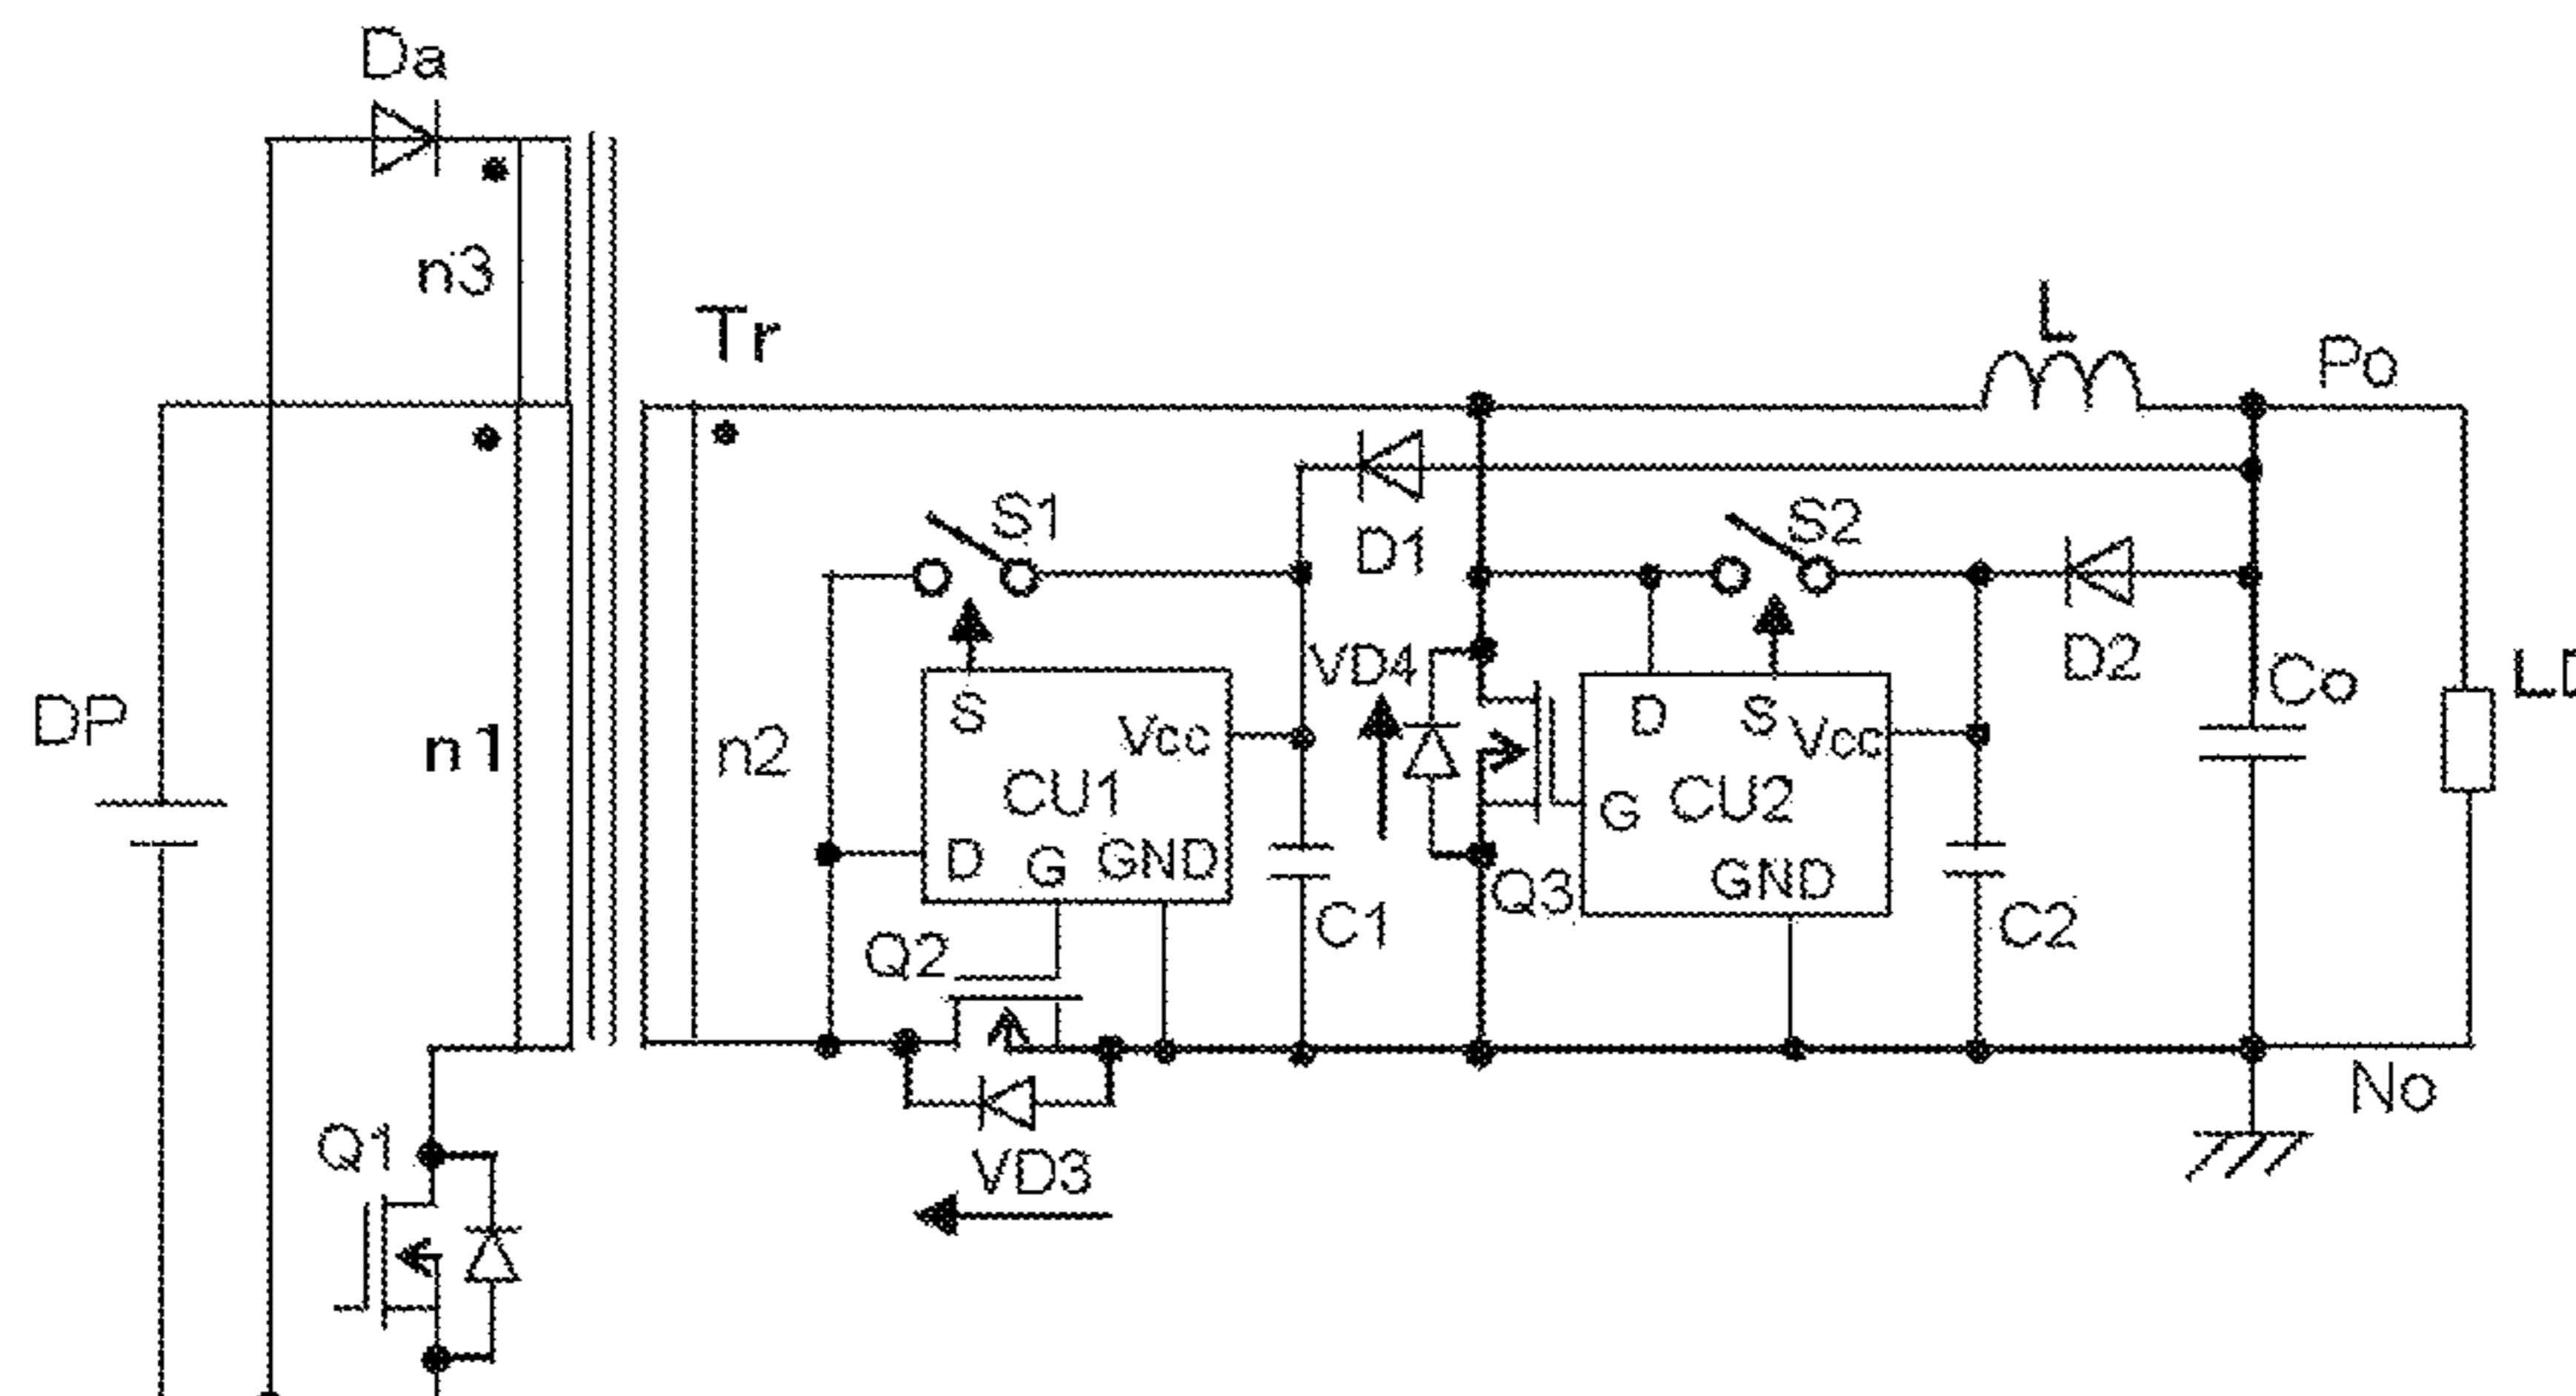 Da
n3
Tr
L
Po
S1
D1
S2
VD4
D2
Co
DP
n1
n2
S
Vcc
CU1
D G GND
D S Vcc
CU2
G
GND
Q3
C1
C2
Q2
No
VD3
Q1